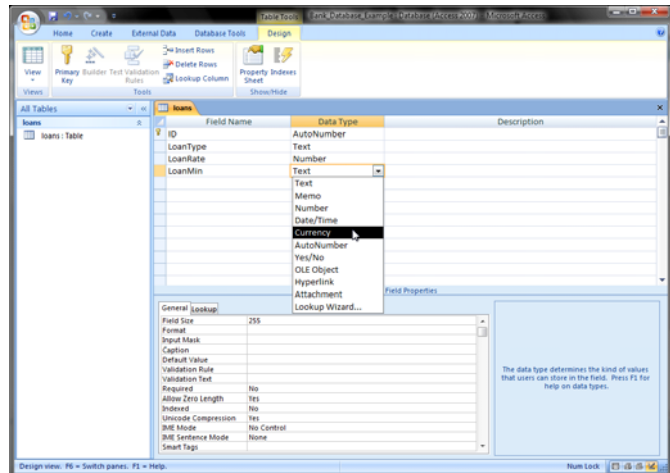 Table Tools Bank_Database_Example : Database (Access 2007) - Microsoft Access
Home Create External Data Database Tools Design
View Primary Key Builder Test Validation Rules Insert Rows Delete Rows Lookup Column Property Sheet Indexes
Views Tools Show/Hide
All Tables
loans
loans
loans : Table
Field Name Data Type Description
ID AutoNumber
LoanType Text
LoanRate Number
LoanMin Text
Text
Memo
Number
Date/Time
Currency
AutoNumber
Yes/No
OLE Object
Hyperlink
Attachment
Lookup Wizard...
Field Properties
General Lookup
Field Size 255
Format
Input Mask
Caption
Default Value
Validation Rule
Validation Text
Required No
Allow Zero Length Yes
Indexed No
Unicode Compression Yes
IME Mode No Control
IME Sentence Mode None
Smart Tags
The data type determines the kind of values
that users can store in the field. Press F1 for
help on data types.
Design view. F6 = Switch panes. F1 = Help. Num Lock